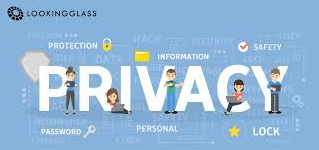 LOOKINGGLASS
PROTECTION
SAFETY
INFORMATION
PRIVACY
PASSWORD
PERSONAL
LOCK